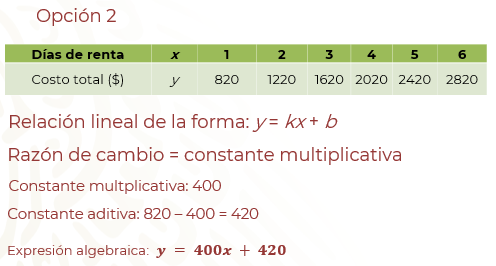 Opción 2
Días de renta x 1 2 3 4 5 6
Costo total ($) y 820 1220 1620 2020 2420 2820
Relación lineal de la forma: y = kx + b
Razón de cambio = constante multiplicativa
Constante multplicativa: 400
Constante aditiva: 820 – 400 = 420
Expresión algebraica: y = 400x + 420